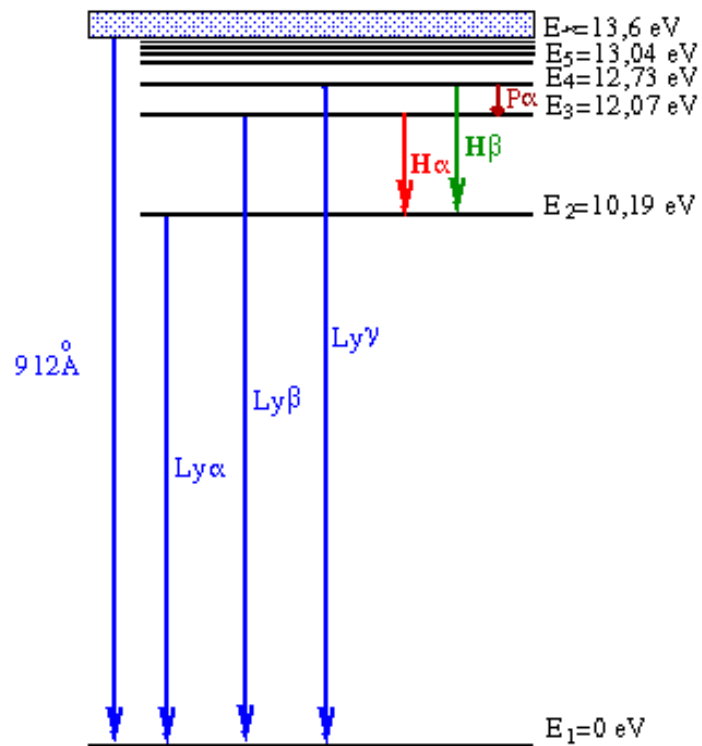 E∞=13,6 eV
E5=13,04 eV
E4=12,73 eV
Pα
E3=12,07 eV
Hβ
Hα
E2=10,19 eV
Lyγ
912Å
Lyβ
Lyα
E1=0 eV